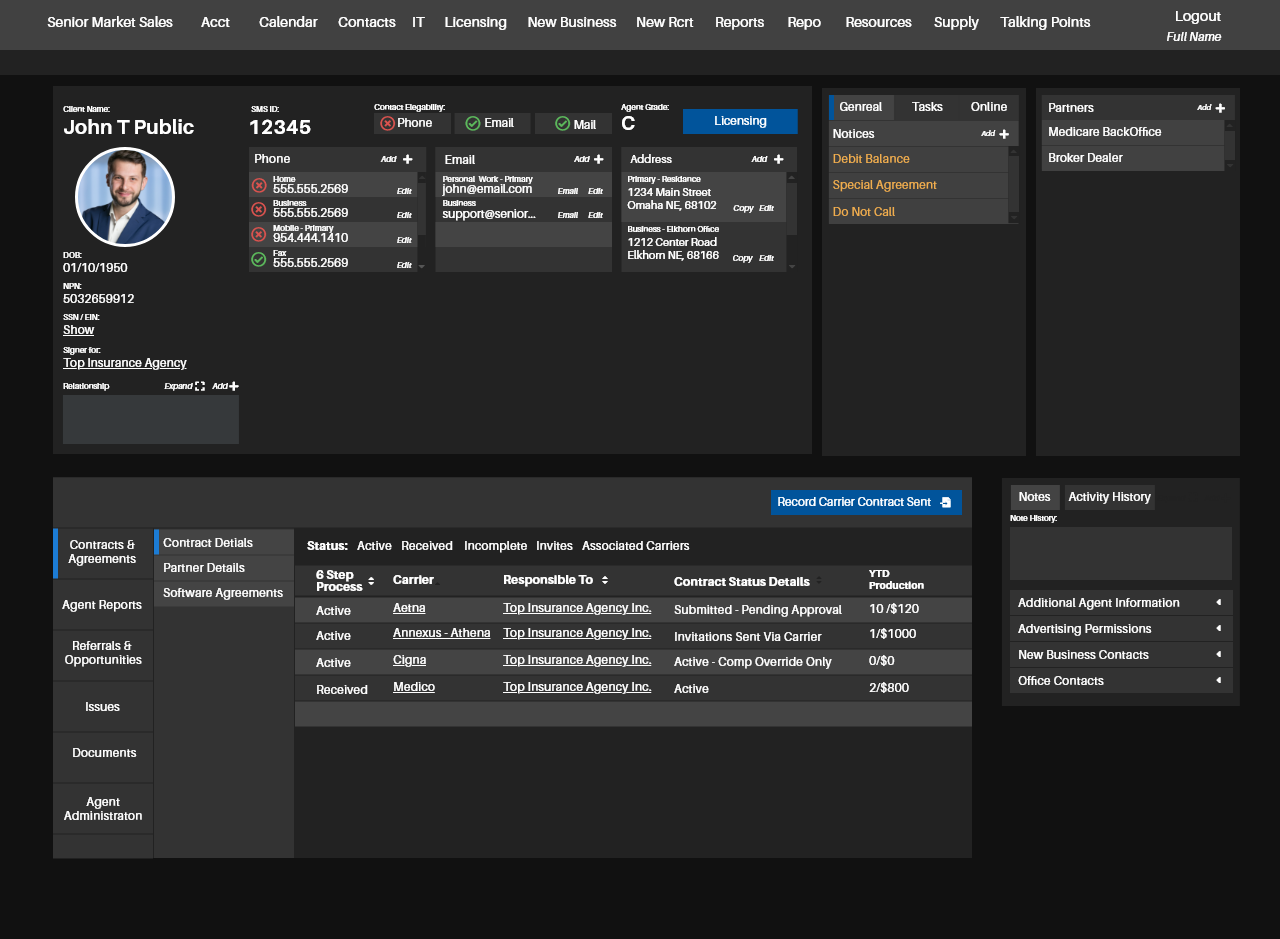 Senior Market Sales Acct Calendar Contacts IT Licensing New Business New Rcrt Reports Repo Resources Supply Talking Points Logout
Full Name
Client Name:
John T Public
SMS ID:
12345
Contact Elegability:
Phone Email Mail
Agent Grade:
C
Licensing
Phone Add
Home
555.555.2569 Edit
Business
555.555.2569 Edit
Mobile - Primary
954.444.1410 Edit
Fax
555.555.2569 Edit
Email Add
Personal Work - Primary
john@email.com Email Edit
Business
support@senior... Email Edit
Address Add
Primary - Residance
1234 Main Street
Omaha NE, 68102 Copy Edit
Business - Elkhorn Office
1212 Center Road
Elkhorn NE, 68166 Copy Edit
DOB:
01/10/1950
NPN:
5032659912
SSN / EIN:
Show
Signer for:
Top Insurance Agency
Relationship Expand Add
Genreal Tasks Online
Notices Add
Debit Balance
Special Agreement
Do Not Call
Partners Add
Medicare BackOffice
Broker Dealer
Record Carrier Contract Sent
Contracts &
Agreements
Agent Reports
Referrals &
Opportunities
Issues
Documents
Agent
Administraton
Contract Detials
Partner Details
Software Agreements
Status: Active Received Incomplete Invites Associated Carriers
6 Step
Process Carrier Responsible To Contract Status Details YTD
Production
Active Aetna Top Insurance Agency Inc. Submitted - Pending Approval 10 /$120
Active Annexus - Athena Top Insurance Agency Inc. Invitations Sent Via Carrier 1/$1000
Active Cigna Top Insurance Agency Inc. Active - Comp Override Only 0/$0
Received Medico Top Insurance Agency Inc. Active 2/$800
Notes Activity History
Note History:
Additional Agent Information
Advertising Permissions
New Business Contacts
Office Contacts